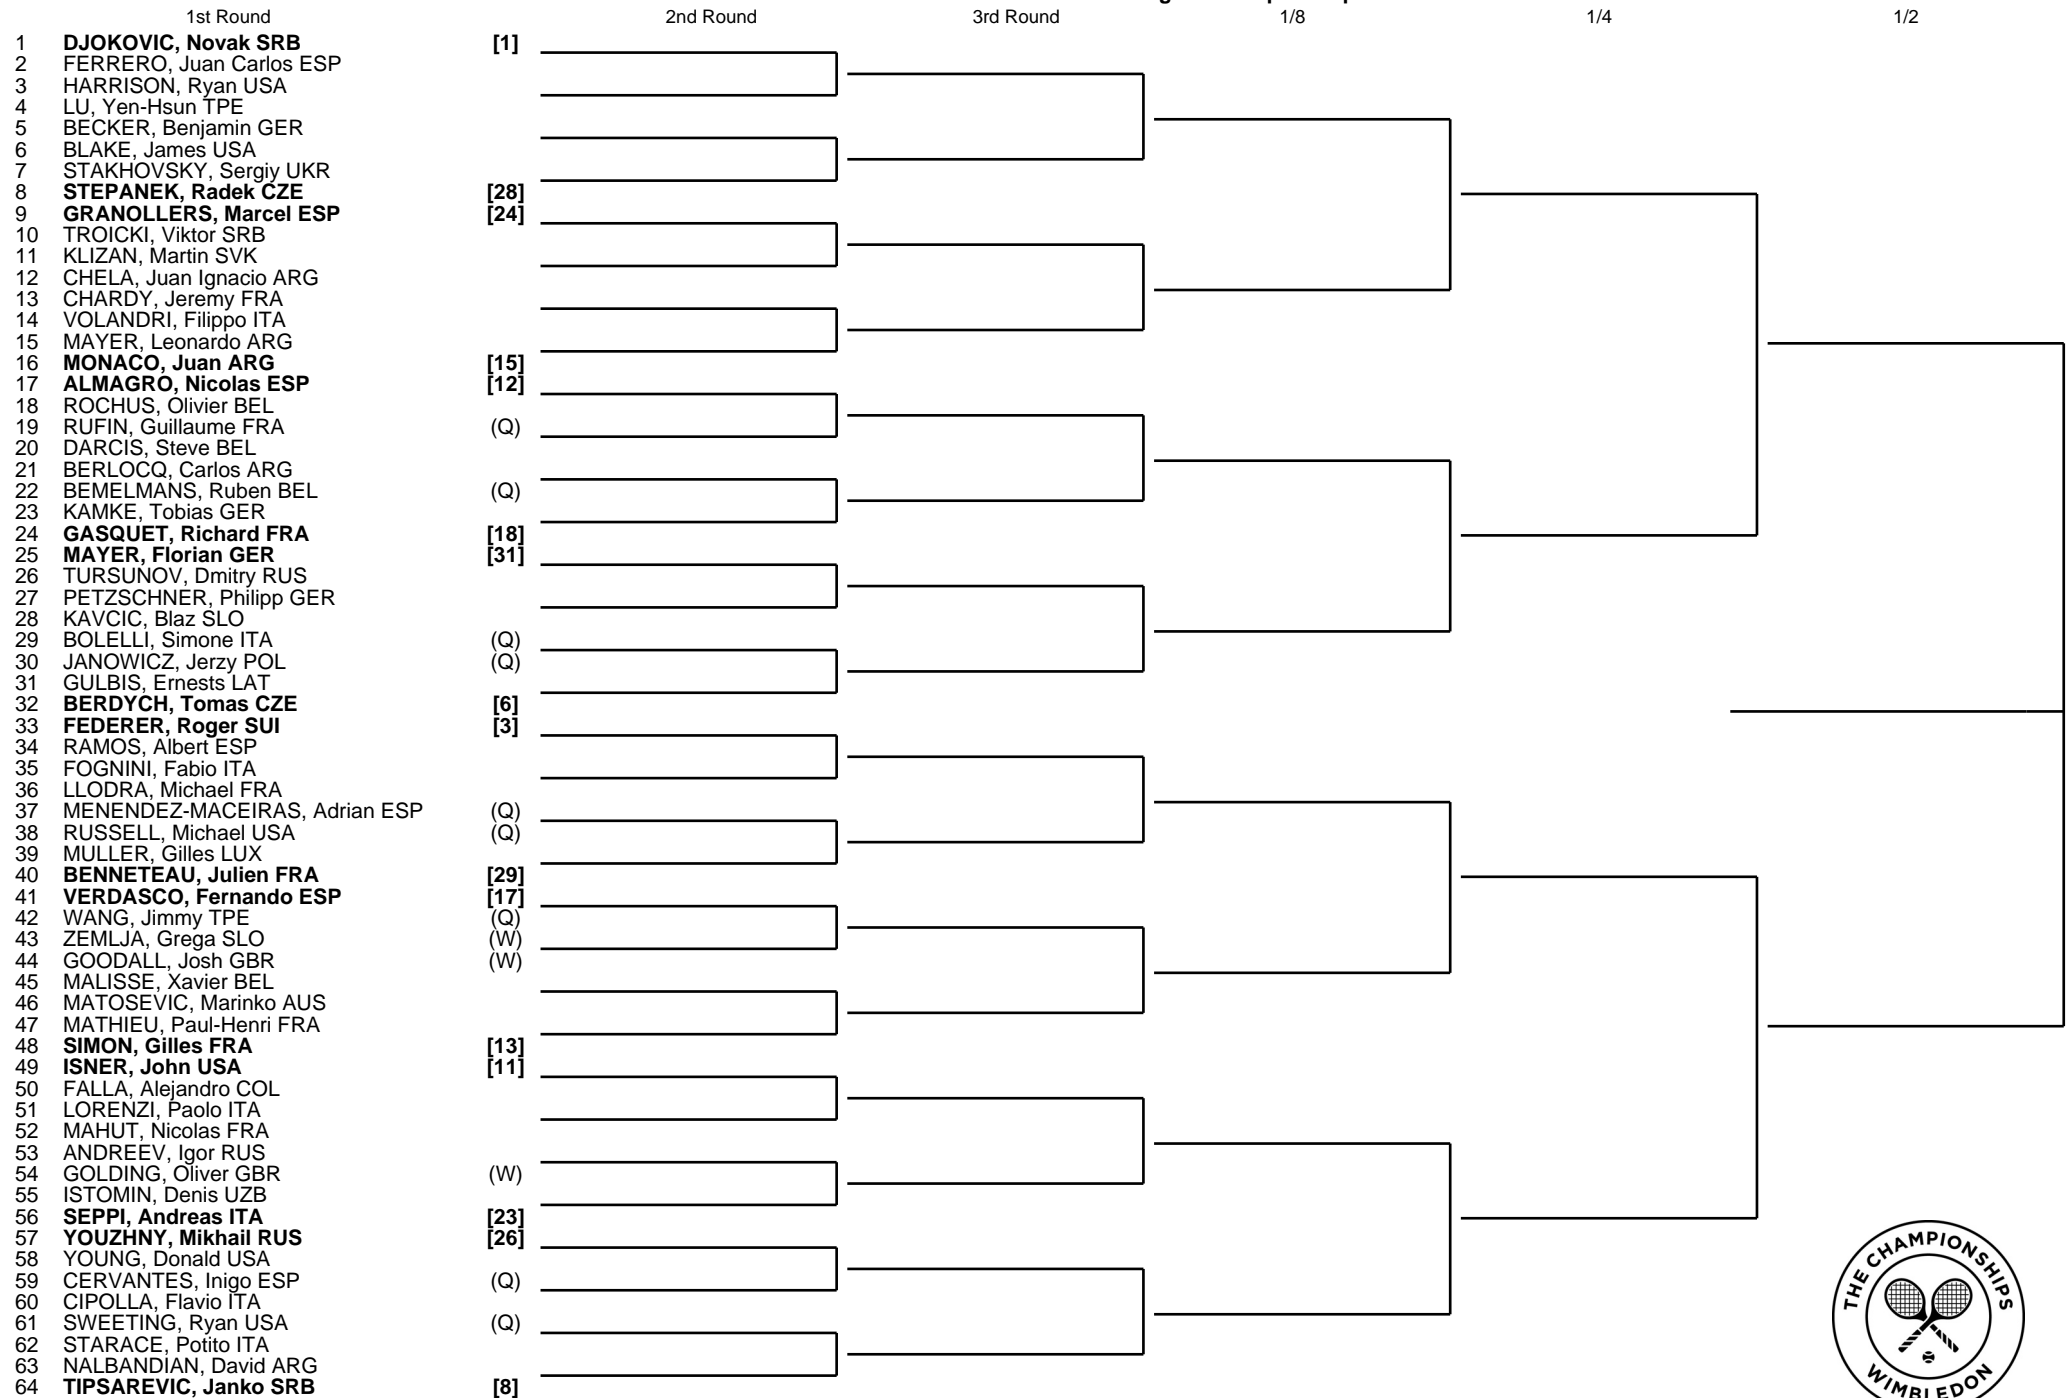 1st Round 2nd Round 3rd Round 1/8 1/4 1/2
1 DJOKOVIC, Novak SRB [1]
2 FERRERO, Juan Carlos ESP
3 HARRISON, Ryan USA
4 LU, Yen-Hsun TPE
5 BECKER, Benjamin GER
6 BLAKE, James USA
7 STAKHOVSKY, Sergiy UKR
8 STEPANEK, Radek CZE [28]
9 GRANOLLERS, Marcel ESP [24]
10 TROICKI, Viktor SRB
11 KLIZAN, Martin SVK
12 CHELA, Juan Ignacio ARG
13 CHARDY, Jeremy FRA
14 VOLANDRI, Filippo ITA
15 MAYER, Leonardo ARG
16 MONACO, Juan ARG [15]
17 ALMAGRO, Nicolas ESP [12]
18 ROCHUS, Olivier BEL
19 RUFIN, Guillaume FRA (Q)
20 DARCIS, Steve BEL
21 BERLOCQ, Carlos ARG
22 BEMELMANS, Ruben BEL (Q)
23 KAMKE, Tobias GER
24 GASQUET, Richard FRA [18]
25 MAYER, Florian GER [31]
26 TURSUNOV, Dmitry RUS
27 PETZSCHNER, Philipp GER
28 KAVCIC, Blaz SLO
29 BOLELLI, Simone ITA (Q)
30 JANOWICZ, Jerzy POL (Q)
31 GULBIS, Ernests LAT
32 BERDYCH, Tomas CZE [6]
33 FEDERER, Roger SUI [3]
34 RAMOS, Albert ESP
35 FOGNINI, Fabio ITA
36 LLODRA, Michael FRA
37 MENENDEZ-MACEIRAS, Adrian ESP (Q)
38 RUSSELL, Michael USA (Q)
39 MULLER, Gilles LUX
40 BENNETEAU, Julien FRA [29]
41 VERDASCO, Fernando ESP [17]
42 WANG, Jimmy TPE (Q)
43 ZEMLJA, Grega SLO (W)
44 GOODALL, Josh GBR (W)
45 MALISSE, Xavier BEL
46 MATOSEVIC, Marinko AUS
47 MATHIEU, Paul-Henri FRA
48 SIMON, Gilles FRA [13]
49 ISNER, John USA [11]
50 FALLA, Alejandro COL
51 LORENZI, Paolo ITA
52 MAHUT, Nicolas FRA
53 ANDREEV, Igor RUS
54 GOLDING, Oliver GBR (W)
55 ISTOMIN, Denis UZB
56 SEPPI, Andreas ITA [23]
57 YOUZHNY, Mikhail RUS [26]
58 YOUNG, Donald USA
59 CERVANTES, Inigo ESP (Q)
60 CIPOLLA, Flavio ITA
61 SWEETING, Ryan USA (Q)
62 STARACE, Potito ITA
63 NALBANDIAN, David ARG
64 TIPSAREVIC, Janko SRB [8]
THE CHAMPIONSHIPS
WIMBLEDON